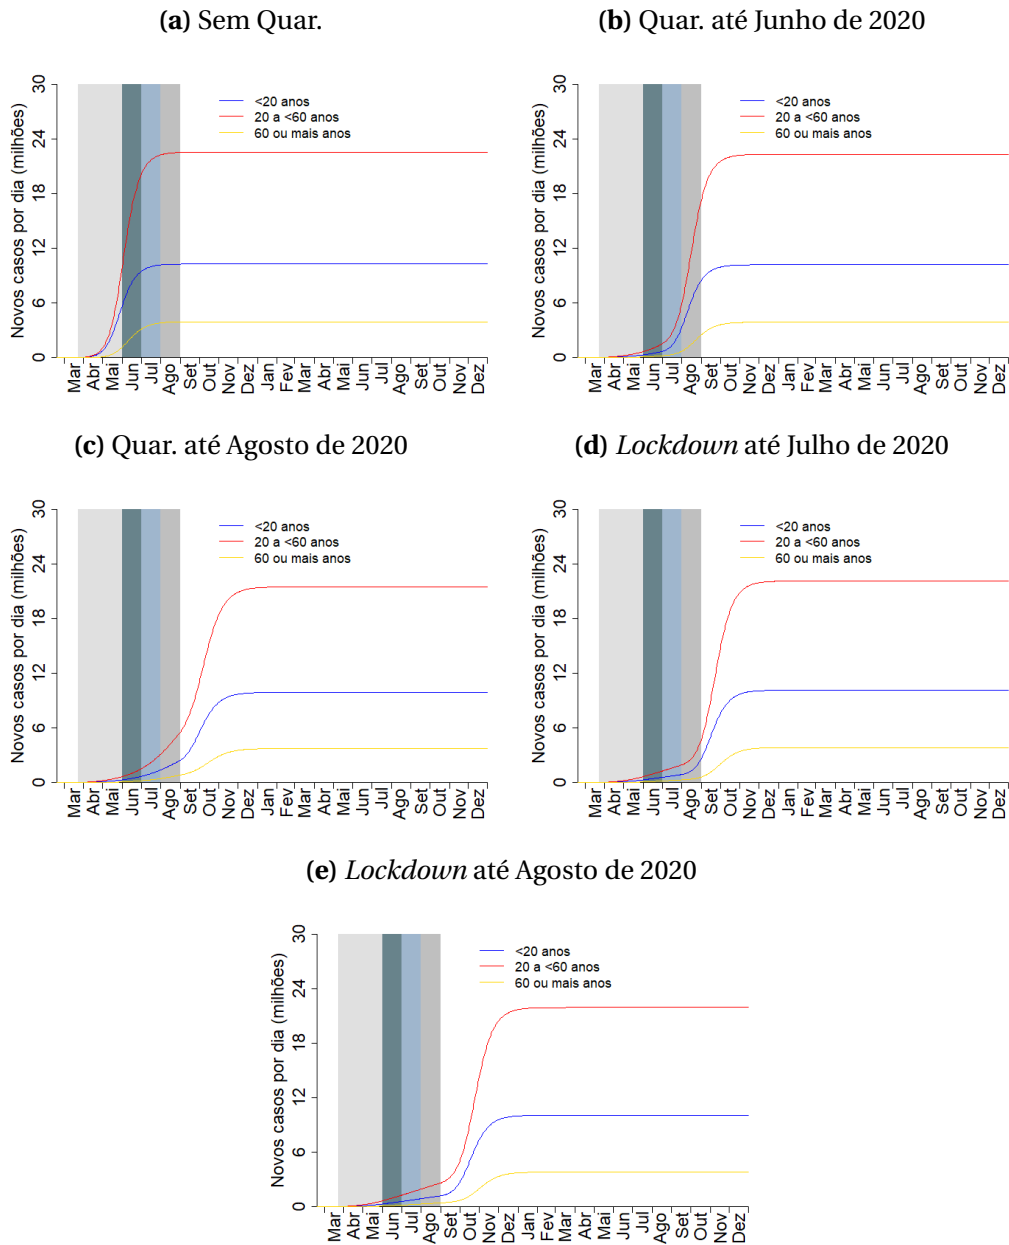 (a) Sem Quar.
Novos casos por dia (milhões)
30
24
18
12
6
0
<20 anos
20 a <60 anos
60 ou mais anos
Mar Abr Mai Jun Jul Ago Set Out Nov Dez Jan Fev Mar Abr Mai Jun Jul Ago Set Out Nov Dez
(b) Quar. até Junho de 2020
Novos casos por dia (milhões)
30
24
18
12
6
0
<20 anos
20 a <60 anos
60 ou mais anos
Mar Abr Mai Jun Jul Ago Set Out Nov Dez Jan Fev Mar Abr Mai Jun Jul Ago Set Out Nov Dez
(c) Quar. até Agosto de 2020
Novos casos por dia (milhões)
30
24
18
12
6
0
<20 anos
20 a <60 anos
60 ou mais anos
Mar Abr Mai Jun Jul Ago Set Out Nov Dez Jan Fev Mar Abr Mai Jun Jul Ago Set Out Nov Dez
(d) Lockdown até Julho de 2020
Novos casos por dia (milhões)
30
24
18
12
6
0
<20 anos
20 a <60 anos
60 ou mais anos
Mar Abr Mai Jun Jul Ago Set Out Nov Dez Jan Fev Mar Abr Mai Jun Jul Ago Set Out Nov Dez
(e) Lockdown até Agosto de 2020
Novos casos por dia (milhões)
30
24
18
12
6
0
<20 anos
20 a <60 anos
60 ou mais anos
Mar Abr Mai Jun Jul Ago Set Out Nov Dez Jan Fev Mar Abr Mai Jun Jul Ago Set Out Nov Dez